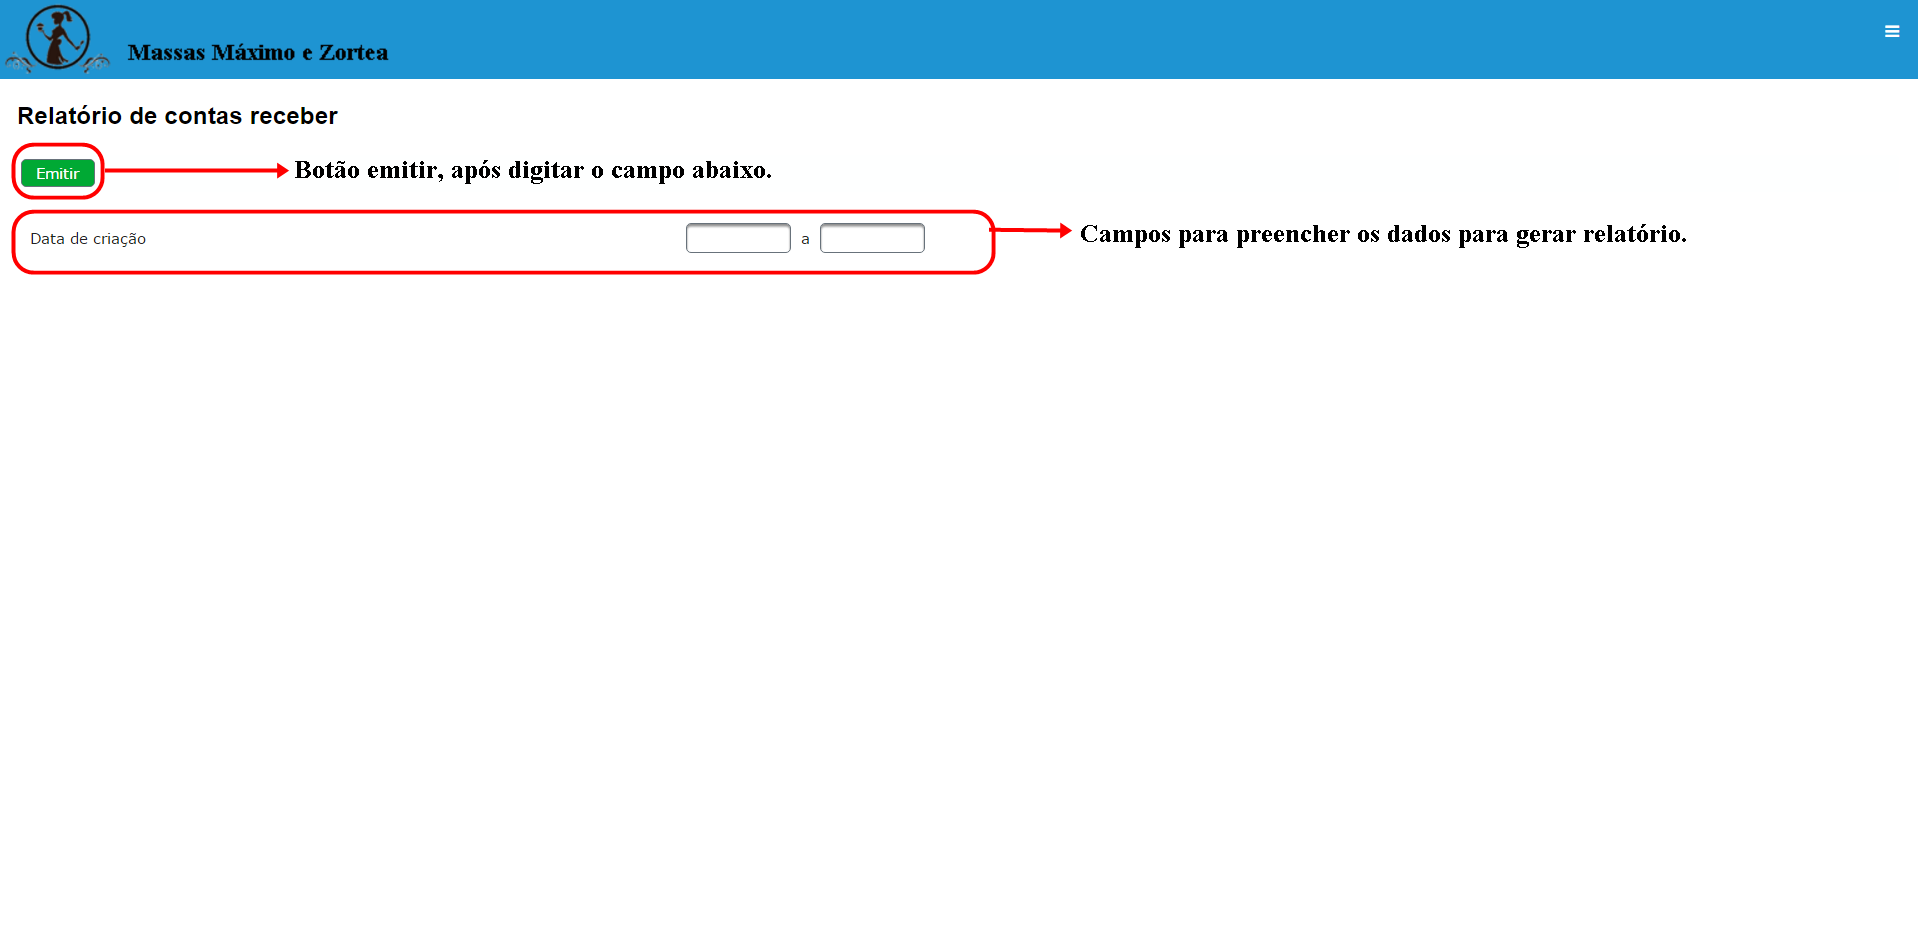 Massas Máximo e Zortea
Relatório de contas receber
Emitir
Botão emitir, após digitar o campo abaixo.
Data de criação
a
Campos para preencher os dados para gerar relatório.